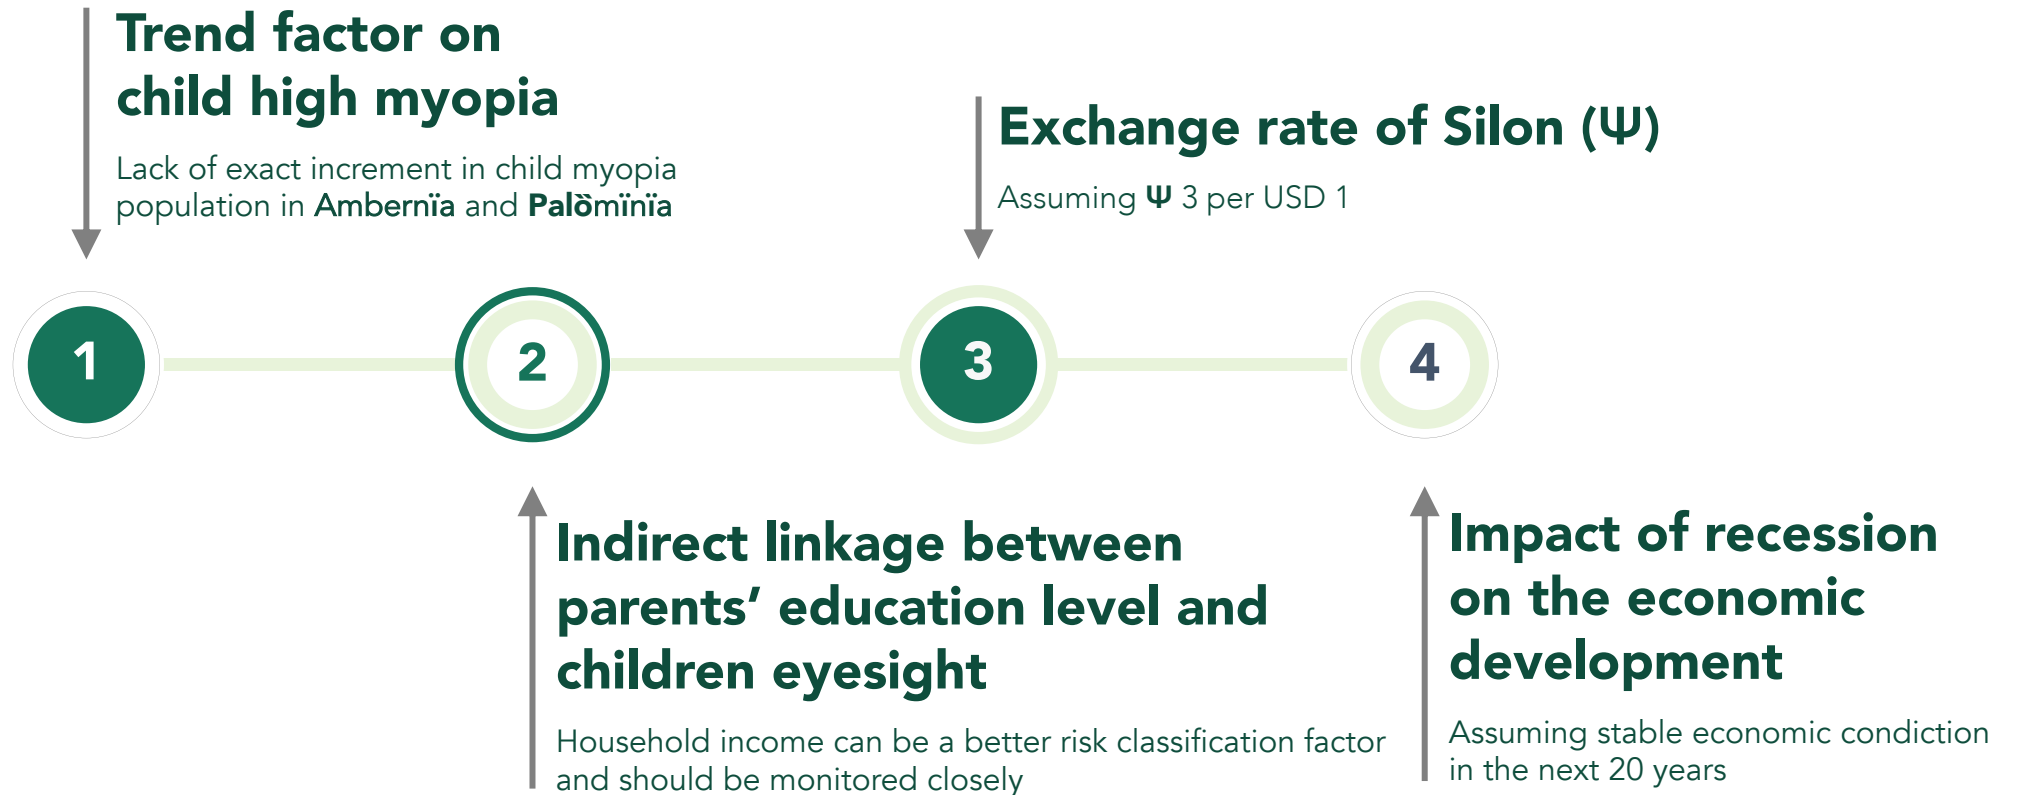 Trend factor on
child high myopia
Lack of exact increment in child myopia
population in Ambernïa and Palòmïnïa
Exchange rate of Silon (Ψ)
Assuming Ψ 3 per USD 1
1
2
3
4
Indirect linkage between
parents’ education level and
children eyesight
Household income can be a better risk classification factor
and should be monitored closely
Impact of recession
on the economic
development
Assuming stable economic condiction
in the next 20 years